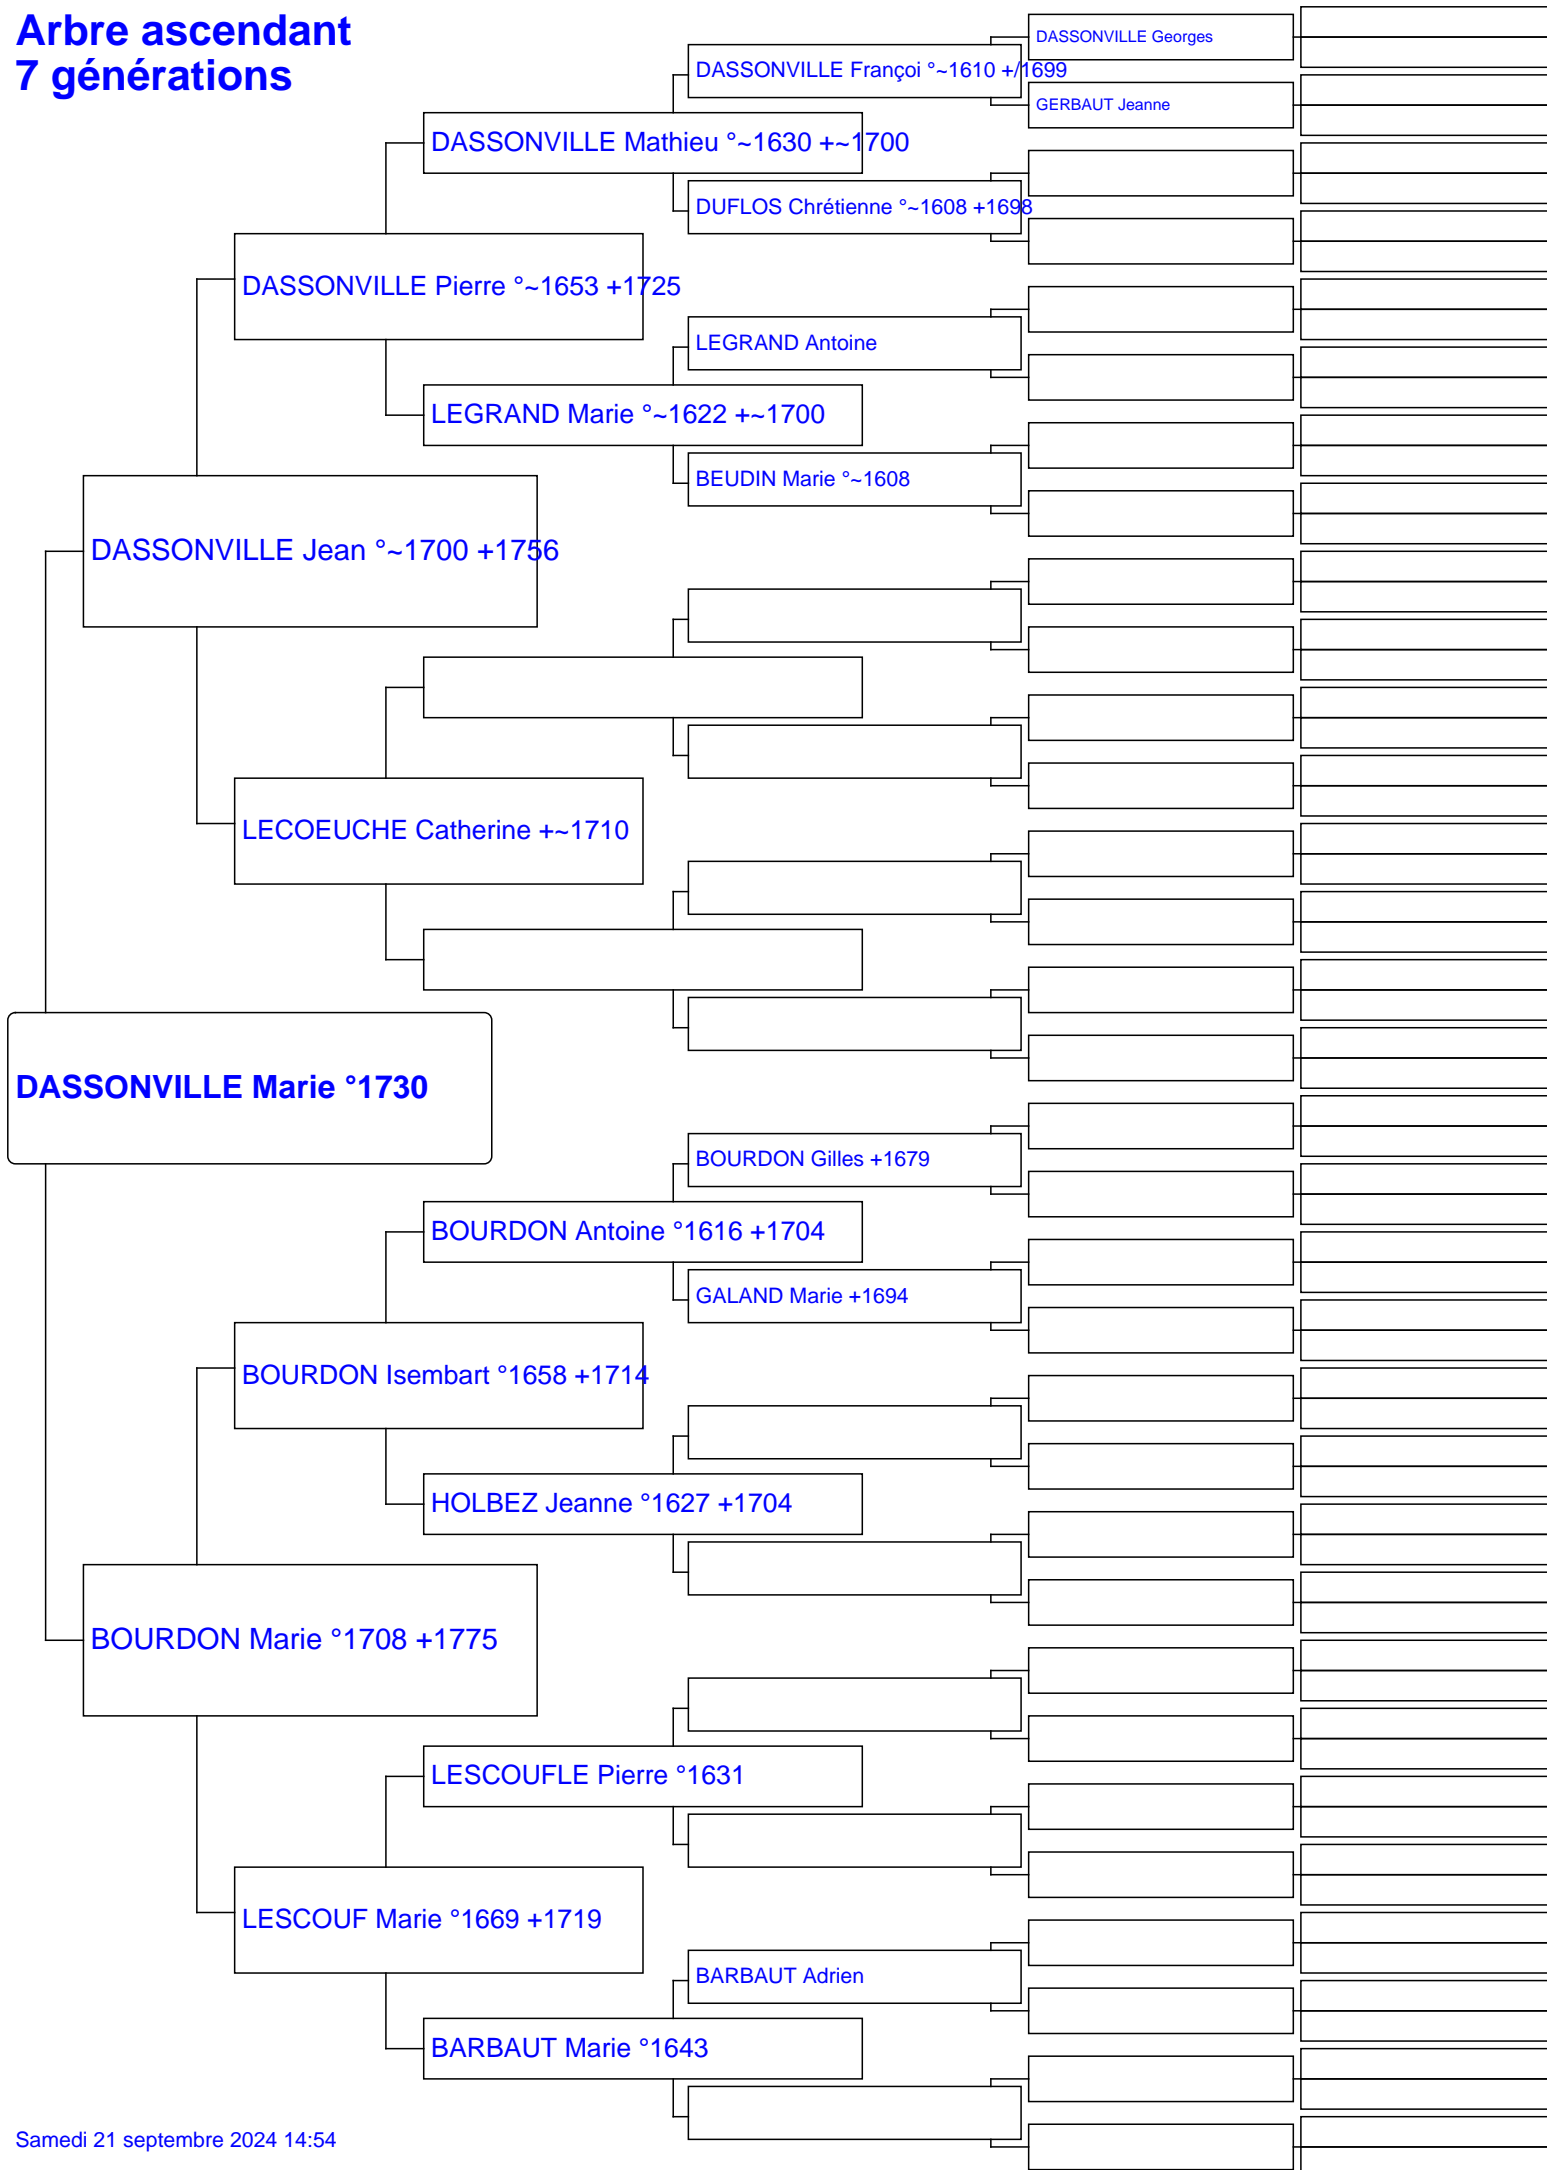 Arbre ascendant
7 générations
DASSONVILLE Georges
DASSONVILLE Françoi °~1610 +/1699
GERBAUT Jeanne
DASSONVILLE Mathieu °~1630 +~1700
DUFLOS Chrétienne °~1608 +1698
DASSONVILLE Pierre °~1653 +1725
LEGRAND Antoine
LEGRAND Marie °~1622 +~1700
BEUDIN Marie °~1608
DASSONVILLE Jean °~1700 +1756
LECOEUCHE Catherine +~1710
DASSONVILLE Marie °1730
BOURDON Gilles +1679
BOURDON Antoine °1616 +1704
GALAND Marie +1694
BOURDON Isembart °1658 +1714
HOLBEZ Jeanne °1627 +1704
BOURDON Marie °1708 +1775
LESCOUFLE Pierre °1631
LESCOUF Marie °1669 +1719
BARBAUT Adrien
BARBAUT Marie °1643
Samedi 21 septembre 2024 14:54